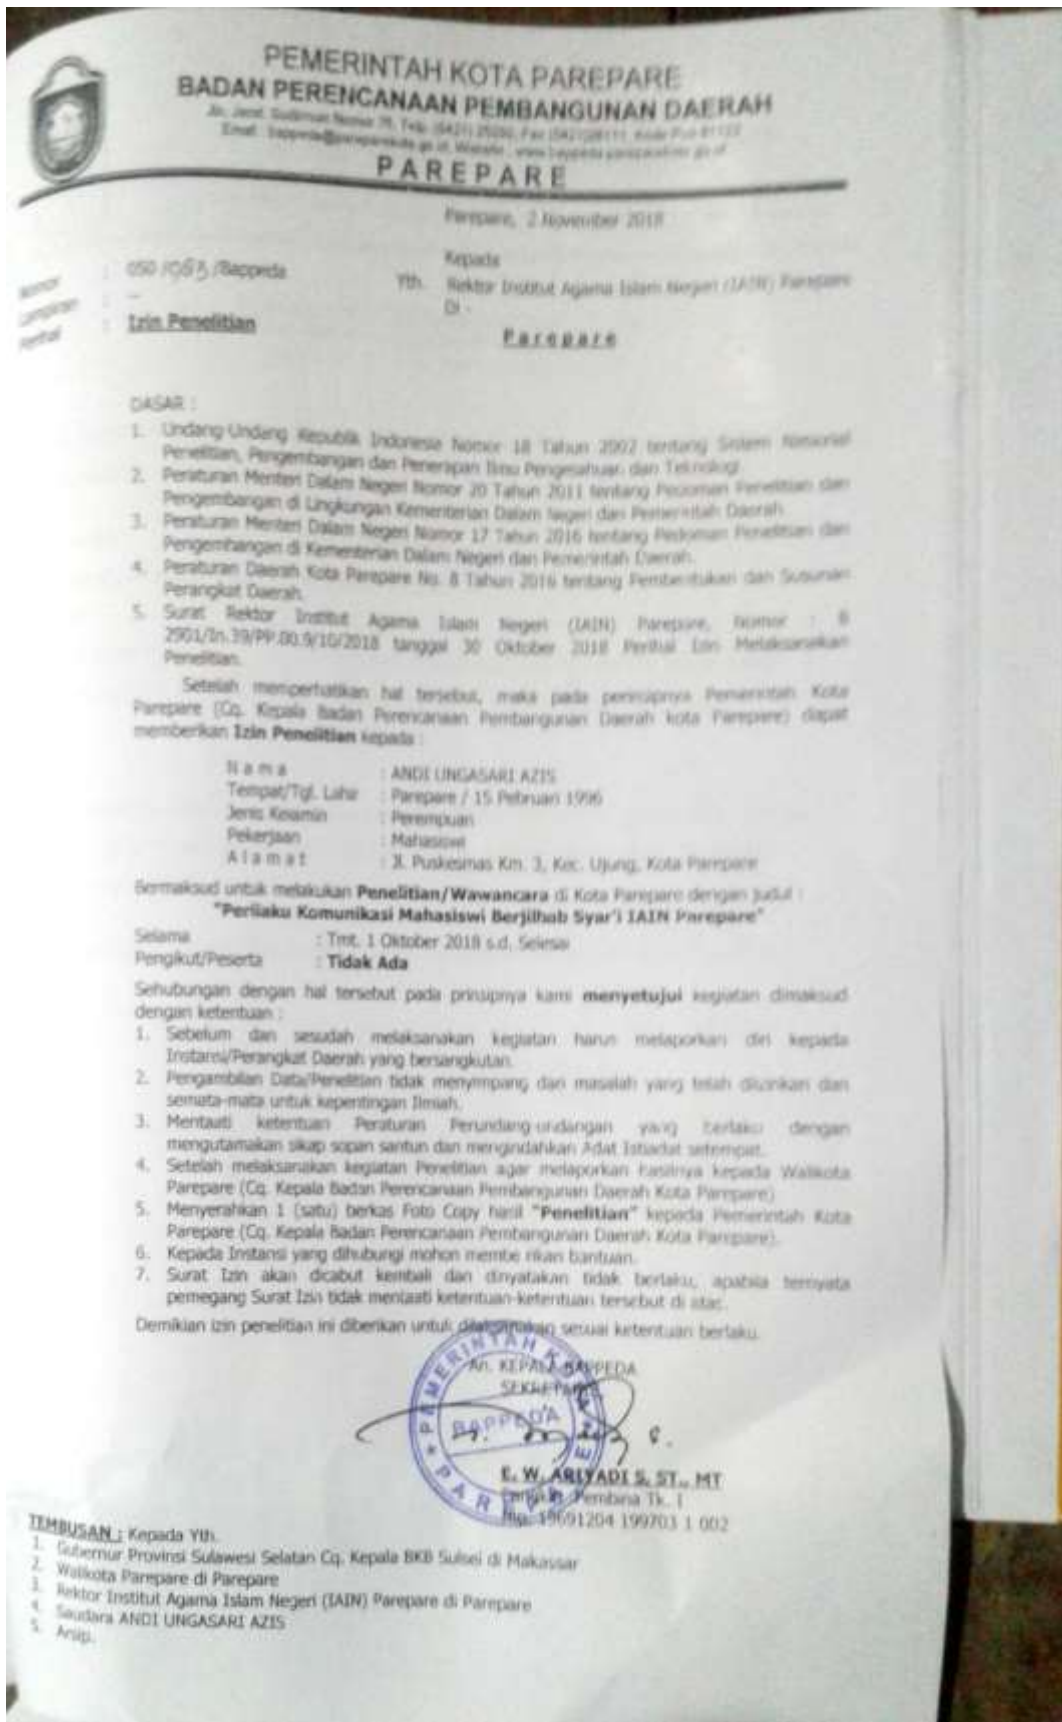 PEMERINTAH KOTA PAREPARE
BADAN PERENCANAAN PEMBANGUNAN DAERAH
PAREPARE
Parepare, 2 November 2018
Nomor : /Bappeda
Lampiran : -
Perihal : Izin Penelitian
Kepada
Yth. Rektor Institut Agama Islam Negeri (IAIN) Parepare
Di -
Parepare
DASAR :
1. Undang-Undang Republik Indonesia Nomor 18 Tahun 2002 tentang Sistem Nasional
Penelitian, Pengembangan dan Penerapan Ilmu Pengetahuan dan Teknologi.
2. Peraturan Menteri Dalam Negeri Nomor 20 Tahun 2011 tentang Pedoman Penelitian dan
Pengembangan di Lingkungan Kementerian Dalam Negeri dan Pemerintah Daerah.
3. Peraturan Menteri Dalam Negeri Nomor 17 Tahun 2016 tentang Pedoman Penelitian dan
Pengembangan di Kementerian Dalam Negeri dan Pemerintah Daerah.
4. Peraturan Daerah Kota Parepare No. 8 Tahun 2016 tentang Pembentukan dan Susunan
Perangkat Daerah.
5. Surat Rektor Institut Agama Islam Negeri (IAIN) Parepare, Nomor : B
2901/In.39/PP.00.9/10/2018 tanggal 30 Oktober 2018 Perihal Izin Melaksanakan
Penelitian.
Setelah memperhatikan hal tersebut, maka pada perinsipnya Pemerintah Kota
Parepare (Cq. Kepala Badan Perencanaan Pembangunan Daerah kota Parepare) dapat
memberikan Izin Penelitian kepada :
N a m a : ANDI UNGASARI AZIS
Tempat/Tgl. Lahir : Parepare / 15 Pebruari 1996
Jenis Kelamin : Perempuan
Pekerjaan : Mahasiswi
A l a m a t : Jl. Puskesmas Km. 3, Kec. Ujung, Kota Parepare
Bermaksud untuk melakukan Penelitian/Wawancara di Kota Parepare dengan judul :
"Perilaku Komunikasi Mahasiswi Berjilbab Syar'i IAIN Parepare"
Selama : Tmt. 1 Oktober 2018 s.d. Selesai
Pengikut/Peserta : Tidak Ada
Sehubungan dengan hal tersebut pada prinsipnya kami menyetujui kegiatan dimaksud
dengan ketentuan :
1. Sebelum dan sesudah melaksanakan kegiatan harus melaporkan diri kepada
Instansi/Perangkat Daerah yang bersangkutan.
2. Pengambilan Data/Penelitian tidak menyimpang dari masalah yang telah diizinkan dan
semata-mata untuk kepentingan Ilmiah.
3. Mentaati ketentuan Peraturan Perundang-undangan yang berlaku dengan
mengutamakan sikap sopan santun dan mengindahkan Adat Istiadat setempat.
4. Setelah melaksanakan kegiatan Penelitian agar melaporkan hasilnya kepada Walikota
Parepare (Cq. Kepala Badan Perencanaan Pembangunan Daerah Kota Parepare)
5. Menyerahkan 1 (satu) berkas Foto Copy hasil "Penelitian" kepada Pemerintah Kota
Parepare (Cq. Kepala Badan Perencanaan Pembangunan Daerah Kota Parepare).
6. Kepada Instansi yang dihubungi mohon membe rikan bantuan.
7. Surat Izin akan dicabut kembali dan dinyatakan tidak berlaku, apabila ternyata
pemegang Surat Izin tidak mentaati ketentuan-ketentuan tersebut di atas.
Demikian izin penelitian ini diberikan untuk dilaksanakan sesuai ketentuan berlaku.
An. KEPALA BAPPEDA
SEKRETARIS
PEMERINTAH KOTA
BAPPEDA
PAREPARE
E. W. ARIYADI S, ST., MT
Pangkat: Pembina Tk. I
Nip. 19691204 199703 1 002
TEMBUSAN : Kepada Yth.
1. Gubernur Provinsi Sulawesi Selatan Cq. Kepala BKB Sulsel di Makassar
2. Walikota Parepare di Parepare
3. Rektor Institut Agama Islam Negeri (IAIN) Parepare di Parepare
4. Saudara ANDI UNGASARI AZIS
5. Arsip.